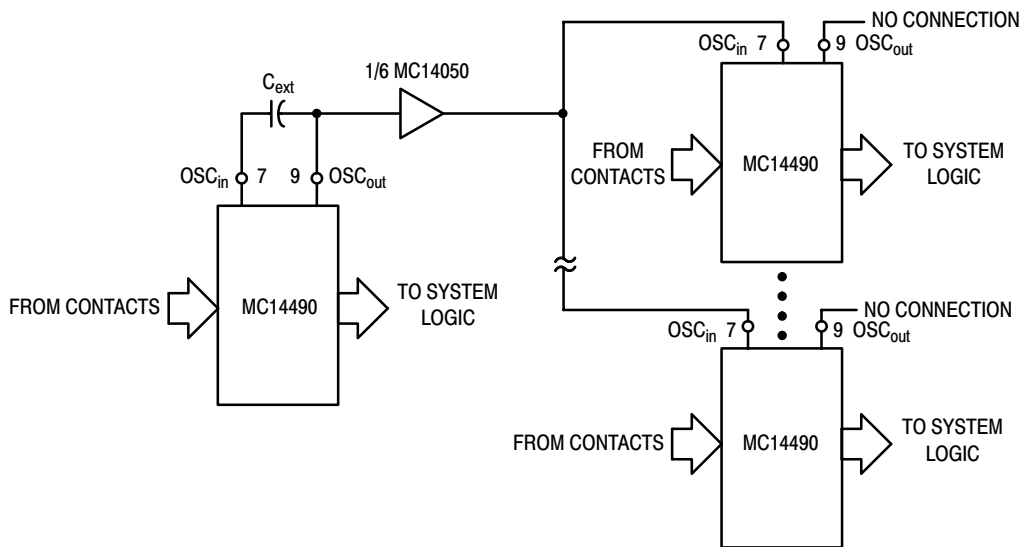 NO CONNECTION
OSCin 7
9 OSCout
1/6 MC14050
Cext
FROM
CONTACTS
MC14490
TO SYSTEM
LOGIC
OSCin 7
9 OSCout
FROM CONTACTS
MC14490
TO SYSTEM
LOGIC
NO CONNECTION
OSCin 7
9 OSCout
FROM CONTACTS
MC14490
TO SYSTEM
LOGIC